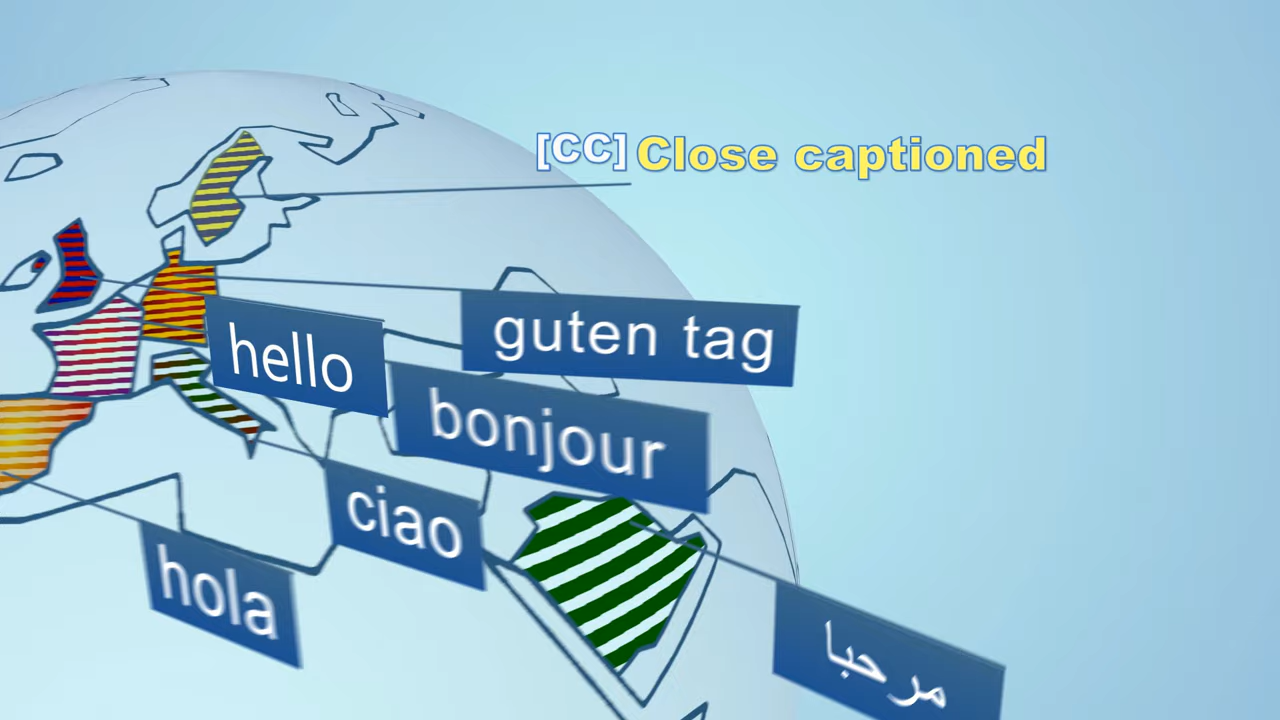 [CC] Close captioned
guten tag
hello
bonjour
ciao
hola
مرحبا